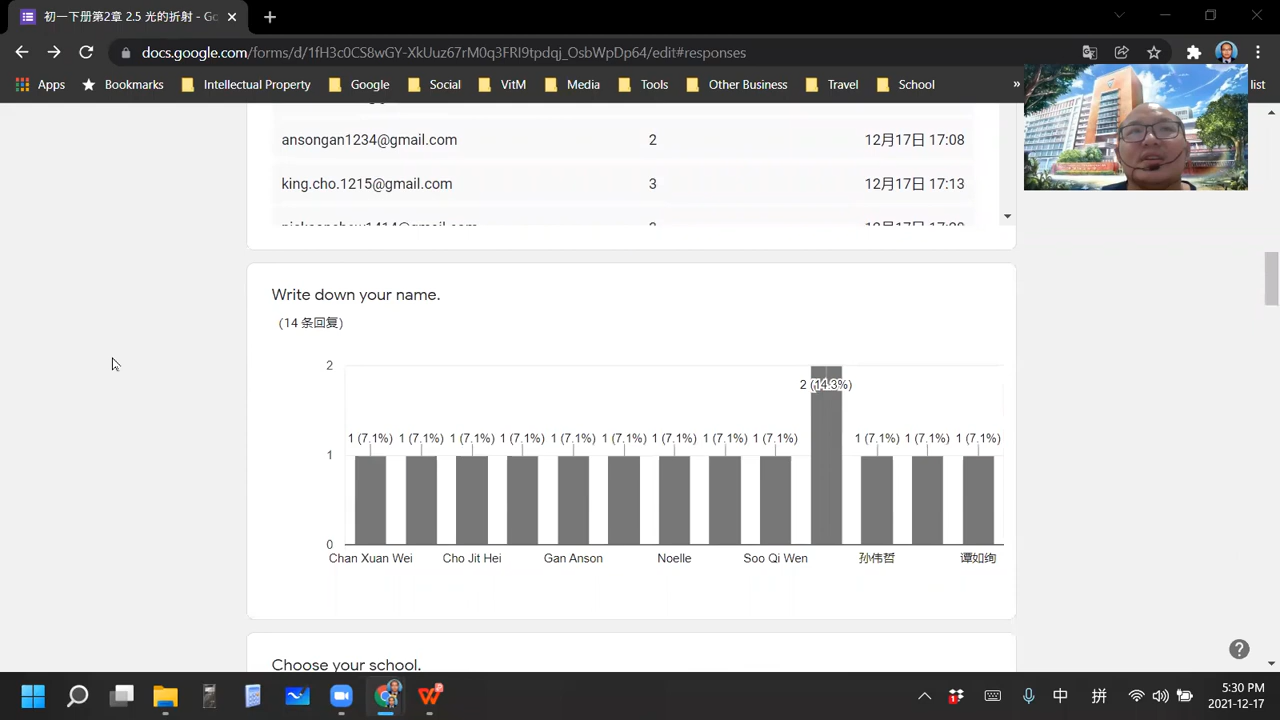 初一下册第2章 2.5 光的折射 - Go
docs.google.com/forms/d/1fH3c0CS8wGY-XkUuz67rM0q3FRl9tpdqj_OsbWpDp64/edit#responses
Apps Bookmarks Intellectual Property Google Social VitM Media Tools Other Business Travel School » list
ansongan1234@gmail.com 2 12月17日 17:08
king.cho.1215@gmail.com 3 12月17日 17:13
Write down your name.
(14 条回复)
2
2 (14.3%)
1 (7.1%) 1 (7.1%) 1 (7.1%) 1 (7.1%) 1 (7.1%) 1 (7.1%) 1 (7.1%) 1 (7.1%) 1 (7.1%) 1 (7.1%) 1 (7.1%) 1 (7.1%)
1
0
Chan Xuan Wei Cho Jit Hei Gan Anson Noelle Soo Qi Wen 孙伟哲 谭如绚
Choose your school.
中 拼 5:30 PM
2021-12-17